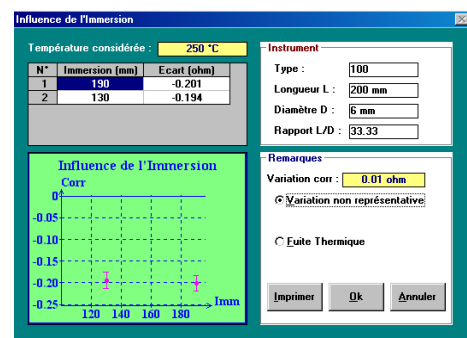 Influence de l'Immersion
Température considérée : 250 °C
N° Immersion (mm) Ecart (ohm)
1 190 -0.201
2 130 -0.194
Instrument
Type : 100
Longueur L : 200 mm
Diamètre D : 6 mm
Rapport L/D : 33.33
Influence de l'Immersion
Corr
0
-0.05
-0.10
-0.15
-0.20
-0.25
120 140 160 180
Imm
Remarques
Variation corr : 0.01 ohm
Variation non représentative
Fuite Thermique
Imprimer Ok Annuler